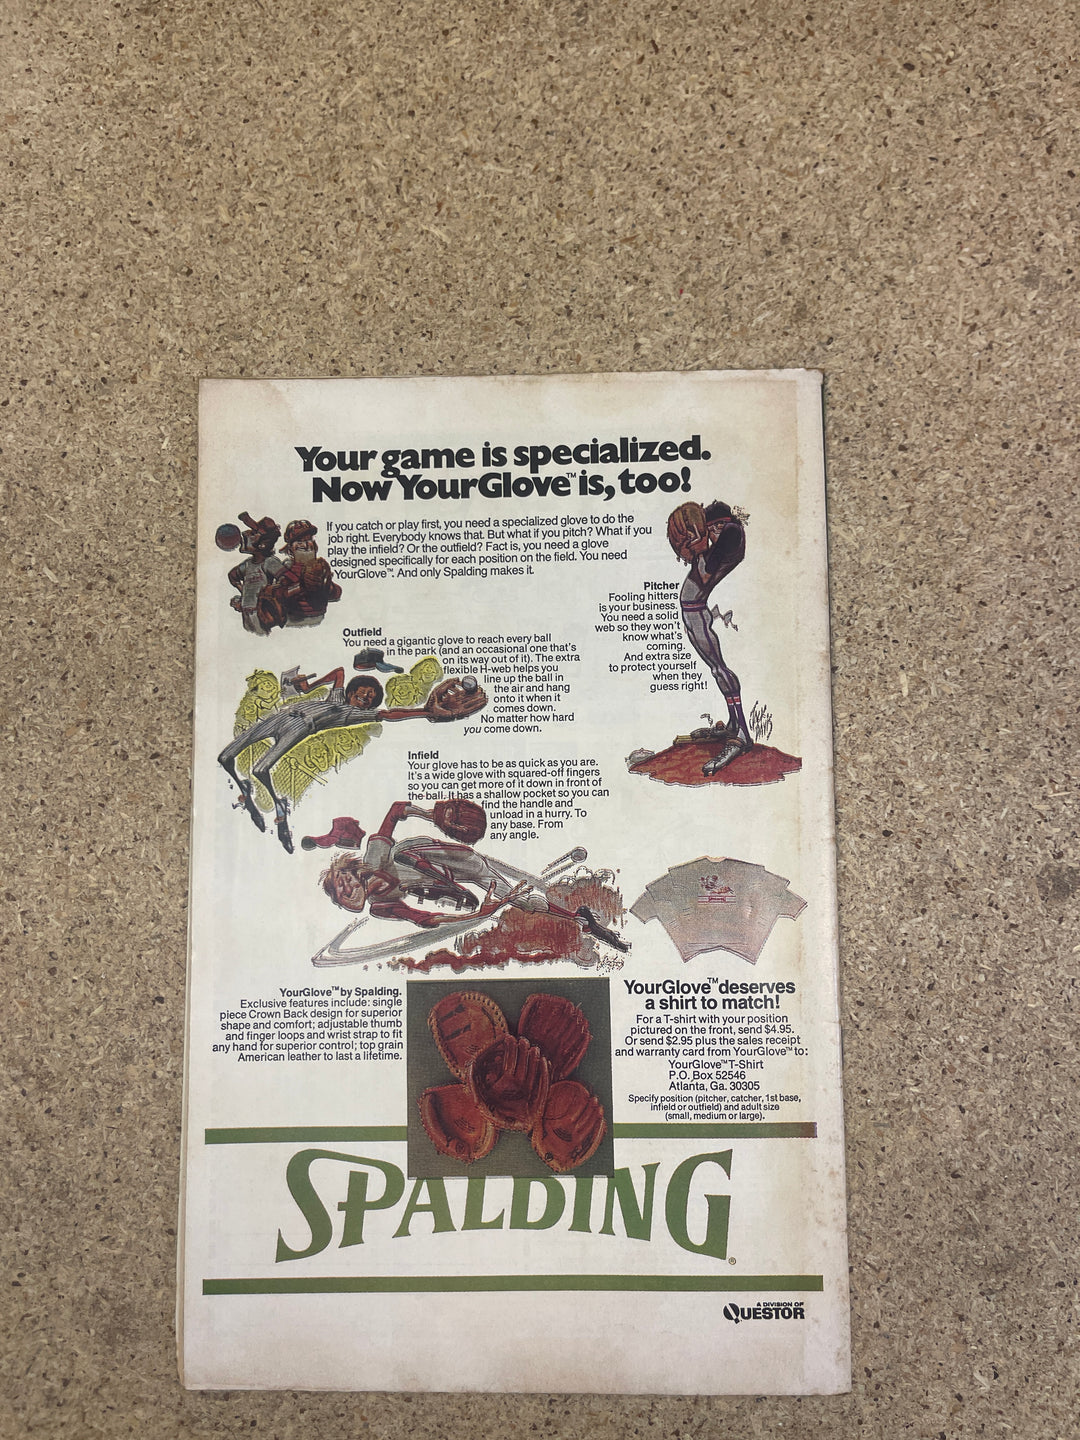 Your game is specialized.
Now YourGlove™ is, too!
If you catch or play first, you need a specialized glove to do the
job right. Everybody knows that. But what if you pitch? What if you
play the infield? Or the outfield? Fact is, you need a glove
designed specifically for each position on the field. You need
YourGlove™. And only Spalding makes it.
Pitcher
Fooling hitters
is your business.
You need a solid
web so they won't
know what's
coming.
And extra size
to protect yourself
when they
guess right!
JACK
DAVIS
Outfield
You need a gigantic glove to reach every ball
in the park (and an occasional one that's
on its way out of it). The extra
flexible H-web helps you
line up the ball in
the air and hang
onto it when it
comes down.
No matter how hard
you come down.
Infield
Your glove has to be as quick as you are.
It's a wide glove with squared-off fingers
so you can get more of it down in front of
the ball. It has a shallow pocket so you can
find the handle and
unload in a hurry. To
any base. From
any angle.
YourGlove™ by Spalding.
Exclusive features include: single
piece Crown Back design for superior
shape and comfort; adjustable thumb
and finger loops and wrist strap to fit
any hand for superior control; top grain
American leather to last a lifetime.
YourGlove™ deserves
a shirt to match!
For a T-shirt with your position
pictured on the front, send $4.95.
Or send $2.95 plus the sales receipt
and warranty card from YourGlove™ to:
YourGlove™ T-Shirt
P.O. Box 52546
Atlanta, Ga. 30305
Specify position (pitcher, catcher, 1st base,
infield or outfield) and adult size
(small, medium or large).
SPALDING®
A DIVISION OF
QUESTOR